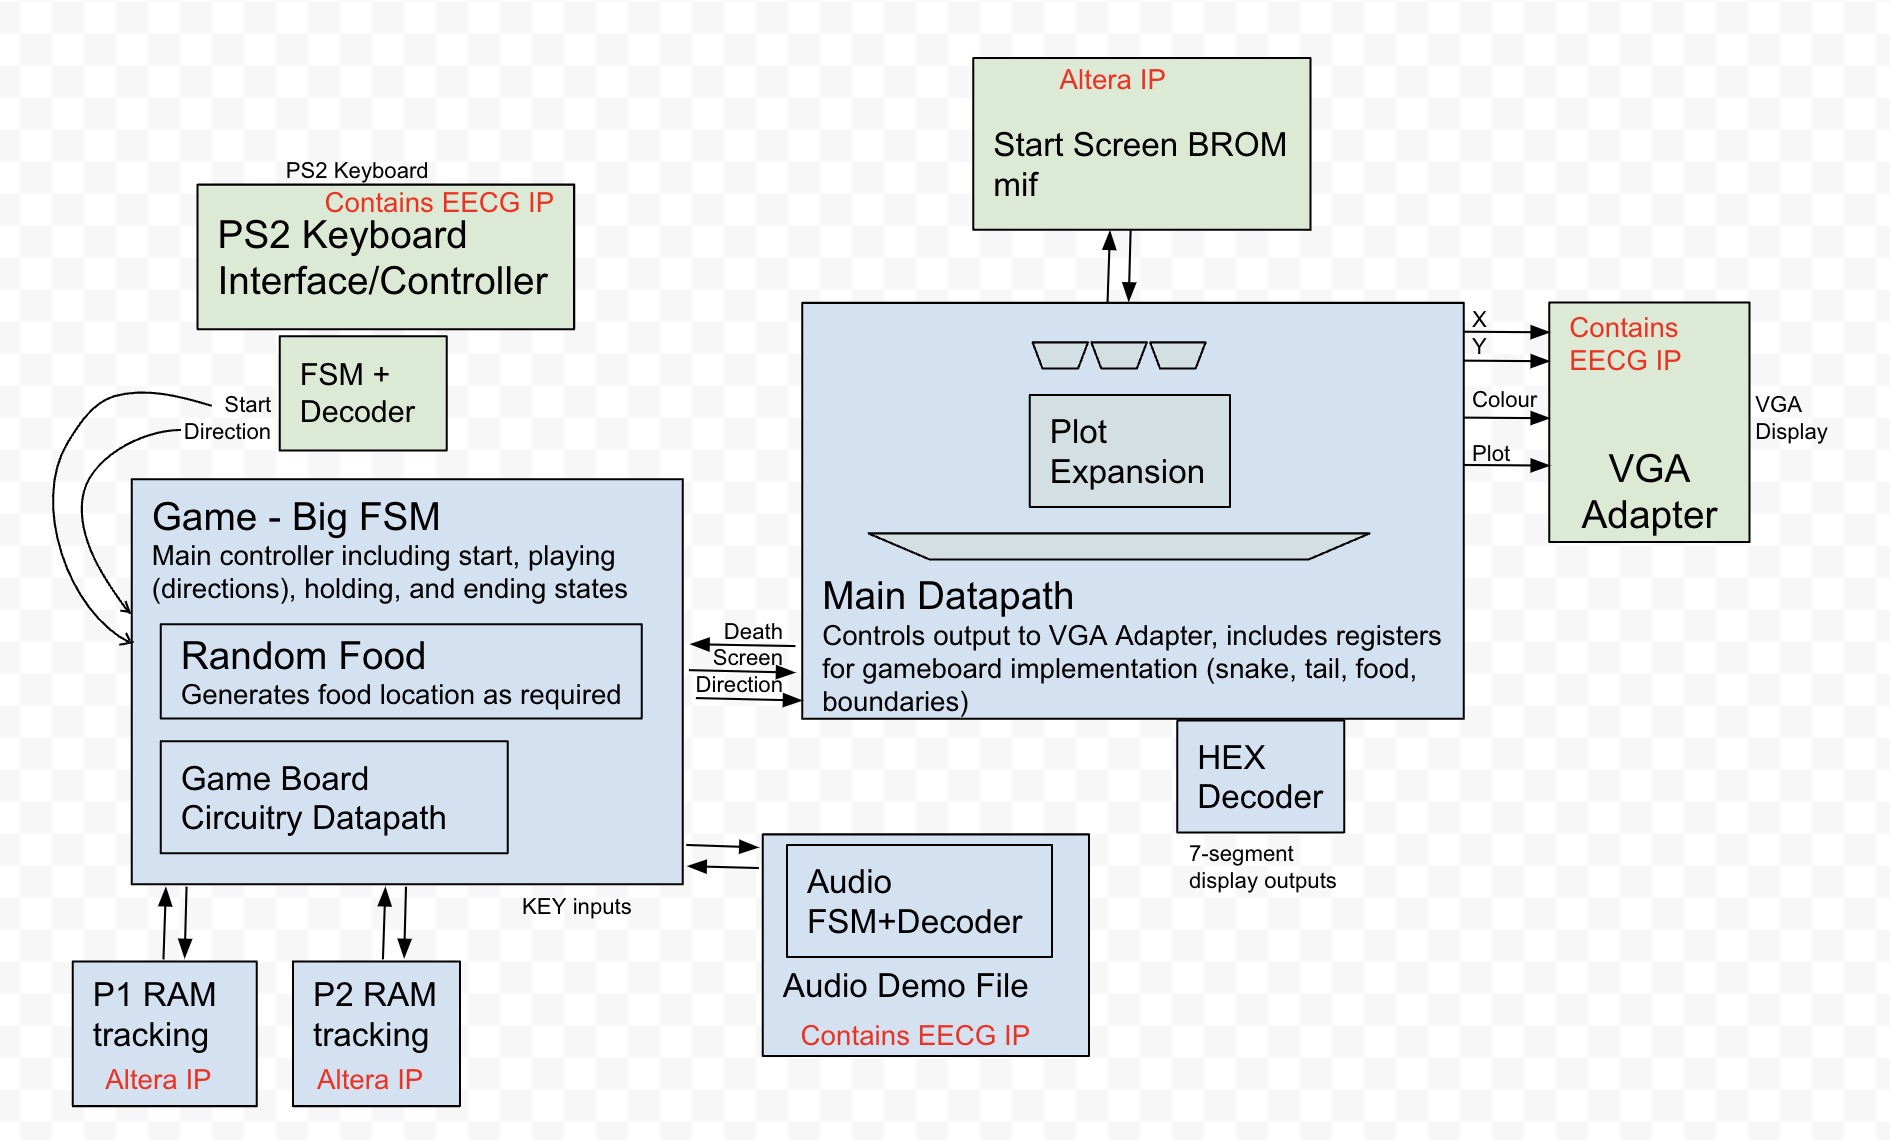 Altera IP
Start Screen BROM
mif
PS2 Keyboard
Contains EECG IP
PS2 Keyboard
Interface/Controller
FSM +
Decoder
Start
Direction
X
Y
Colour
Plot
Contains
EECG IP
VGA
Adapter
VGA
Display
Plot
Expansion
Main Datapath
Controls output to VGA Adapter, includes registers
for gameboard implementation (snake, tail, food,
boundaries)
Game - Big FSM
Main controller including start, playing
(directions), holding, and ending states
Random Food
Generates food location as required
Game Board
Circuitry Datapath
Death
Screen
Direction
HEX
Decoder
7-segment
display outputs
KEY inputs
Audio
FSM+Decoder
Audio Demo File
Contains EECG IP
P1 RAM
tracking
Altera IP
P2 RAM
tracking
Altera IP